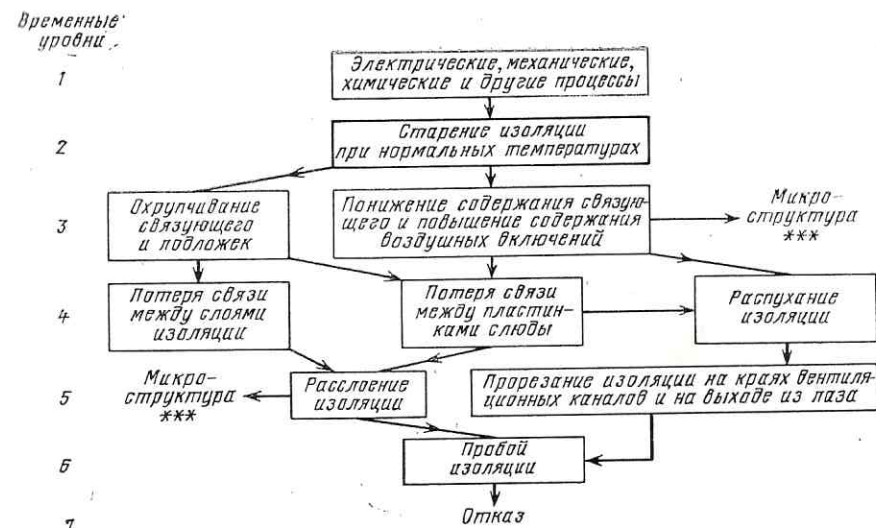 Временные
уровни
1
Электрические, механические,
химические и другие процессы
2
Старение изоляции
при нормальных температурах
3
Охрупчивание
связующего
и подложек
Понижение содержания связую-
щего и повышение содержания
воздушных включений
Микро-
структура
***
4
Потеря связи
между слоями
изоляции
Потеря связи
между пластин-
ками слюды
Распухание
изоляции
5
Микро-
структура
***
Расслоение
изоляции
Прорезание изоляции на краях вентиля-
ционных каналов и на выходе из паза
6
Пробой
изоляции
7
Отказ